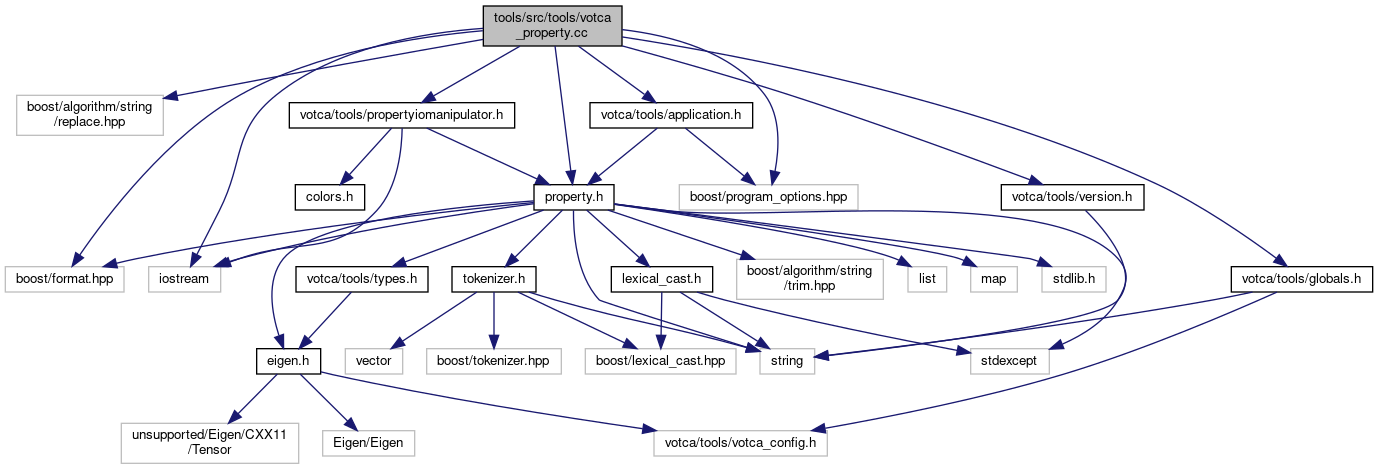 tools/src/tools/votca
_property.cc
boost/algorithm/string
/replace.hpp
votca/tools/propertyiomanipulator.h
votca/tools/application.h
colors.h
property.h
boost/program_options.hpp
votca/tools/version.h
boost/format.hpp
iostream
votca/tools/types.h
tokenizer.h
lexical_cast.h
boost/algorithm/string
/trim.hpp
list
map
stdlib.h
votca/tools/globals.h
eigen.h
vector
boost/tokenizer.hpp
boost/lexical_cast.hpp
string
stdexcept
unsupported/Eigen/CXX11
/Tensor
Eigen/Eigen
votca/tools/votca_config.h